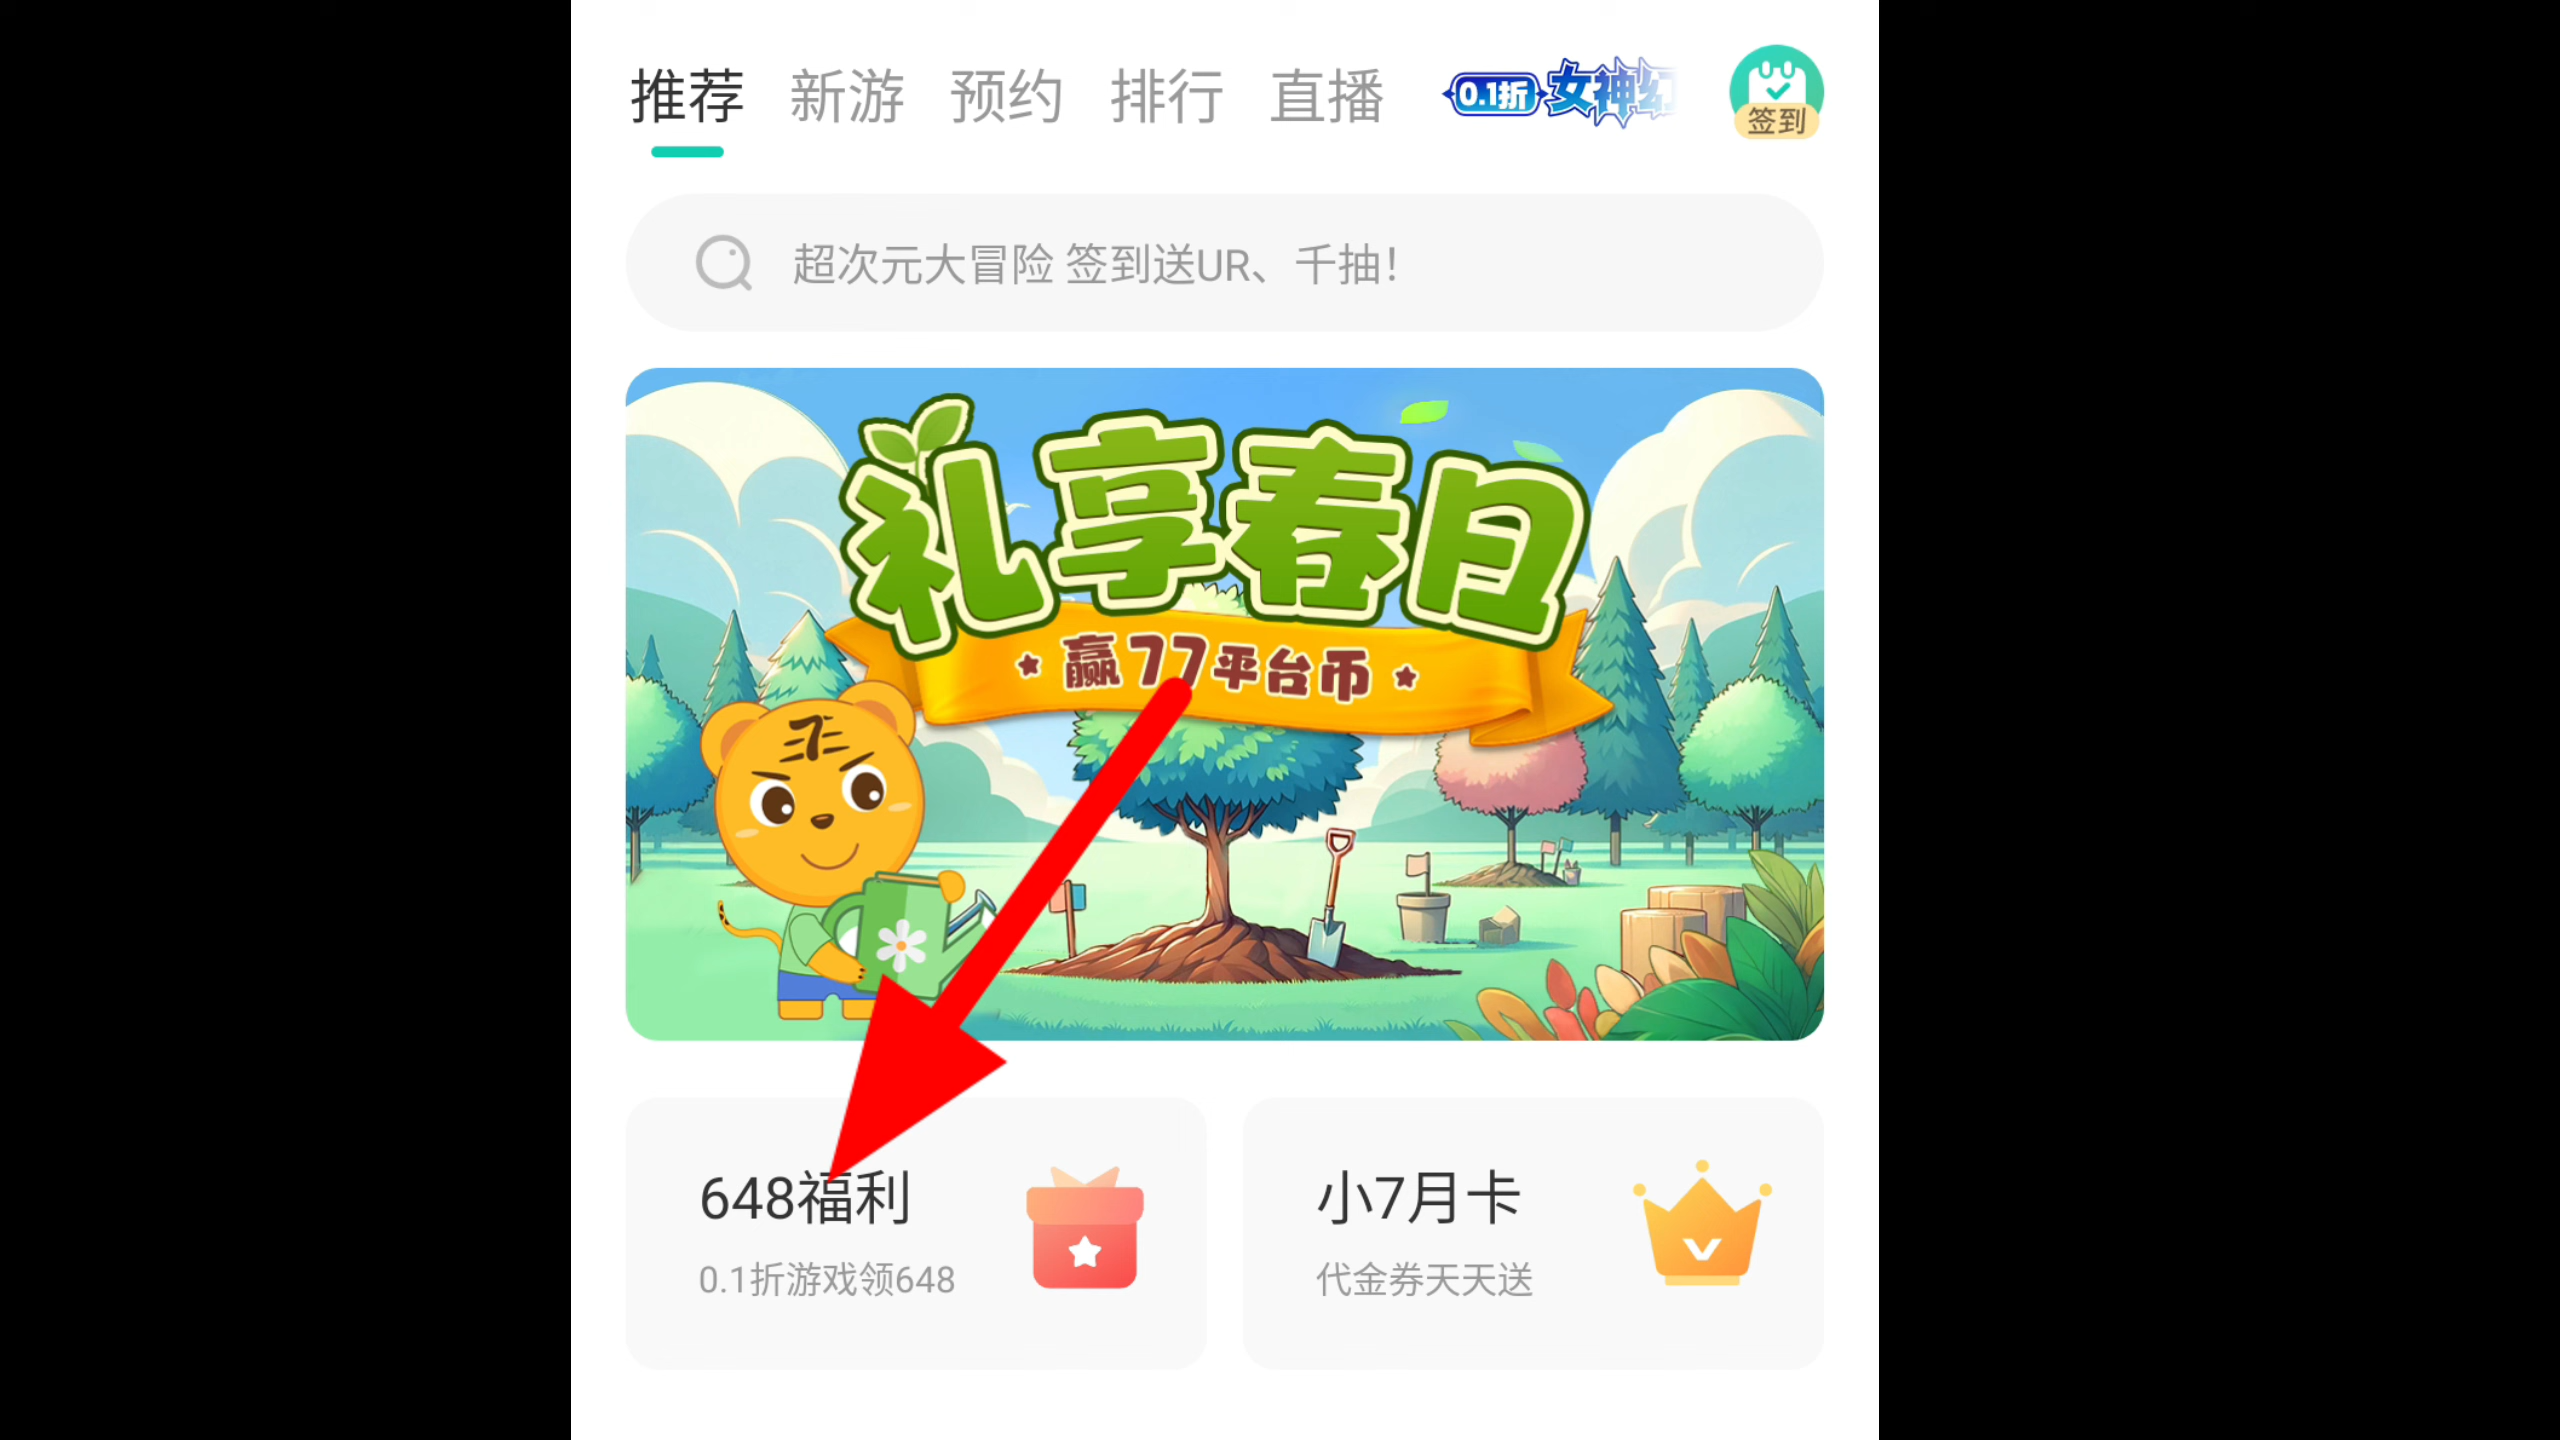 推荐 新游 预约 排行 直播 0.1折 女神幻
签到
超次元大冒险 签到送UR、千抽！
礼享春日
赢77平台币
7
648福利
0.1折游戏领648
小7月卡
代金券天天送